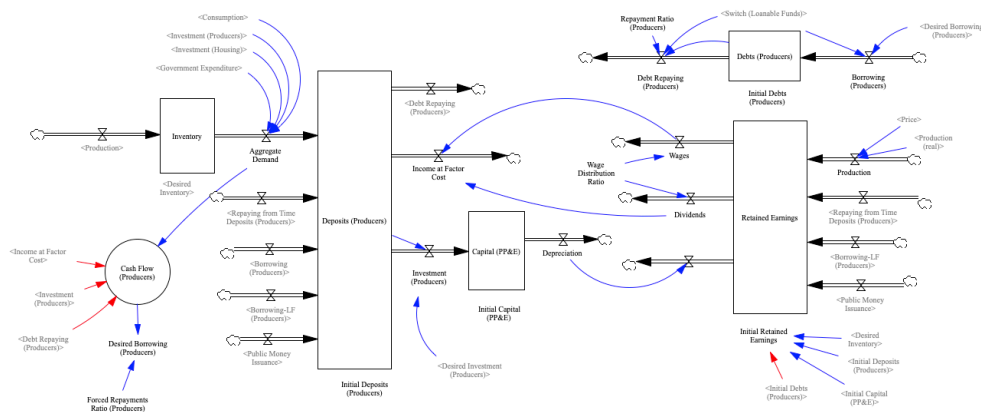 <Consumption>
<Investment (Producers)>
<Investment (Housing)>
<Government Expenditure>
<Production>
Inventory
Aggregate
Demand
<Desired
Inventory>
<Repaying from Time
Deposits (Producers)>
<Income at Factor
Cost>
Cash Flow
(Producers)
<Investment
(Producers)>
<Debt Repaying
(Producers)>
Desired Borrowing
(Producers)
Forced Repayments
Ratio (Producers)
<Borrowing
(Producers)>
<Borrowing-LF
(Producers)>
<Public Money
Issuance>
Deposits (Producers)
Initial Deposits
(Producers)
<Debt Repaying
(Producers)>
Income at Factor
Cost
Investment
(Producers)
<Desired Investment
(Producers)>
Capital (PP&E)
Initial Capital
(PP&E)
Depreciation
Repayment Ratio
(Producers)
<Switch (Loanable Funds)>
<Desired Borrowing
(Producers)>
Debt Repaying
(Producers)
Debts (Producers)
Initial Debts
(Producers)
Borrowing
(Producers)
Wages
Wage
Distribution
Ratio
Dividends
Retained Earnings
<Price>
<Production
(real)>
Production
<Repaying from Time
Deposits (Producers)>
<Borrowing-LF
(Producers)>
<Public Money
Issuance>
Initial Retained
Earnings
<Desired
Inventory>
<Initial Deposits
(Producers)>
<Initial Debts
(Producers)>
<Initial Capital
(PP&E)>